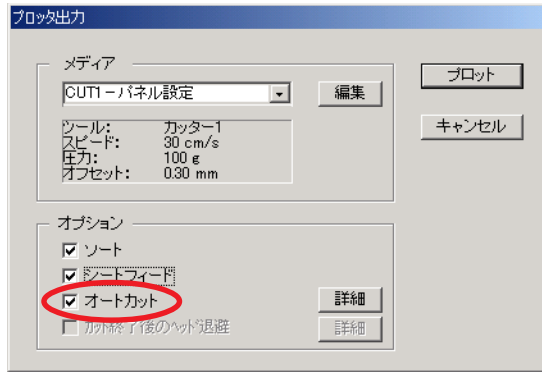 プロッタ出力
メディア
CUT1－パネル設定
編集
プロット
キャンセル
ツール: カッター1
スピード: 30 cm/s
圧力: 100 g
オフセット: 0.30 mm
オプション
ソート
シートフィード
オートカット
詳細
カット終了後のヘッド退避
詳細